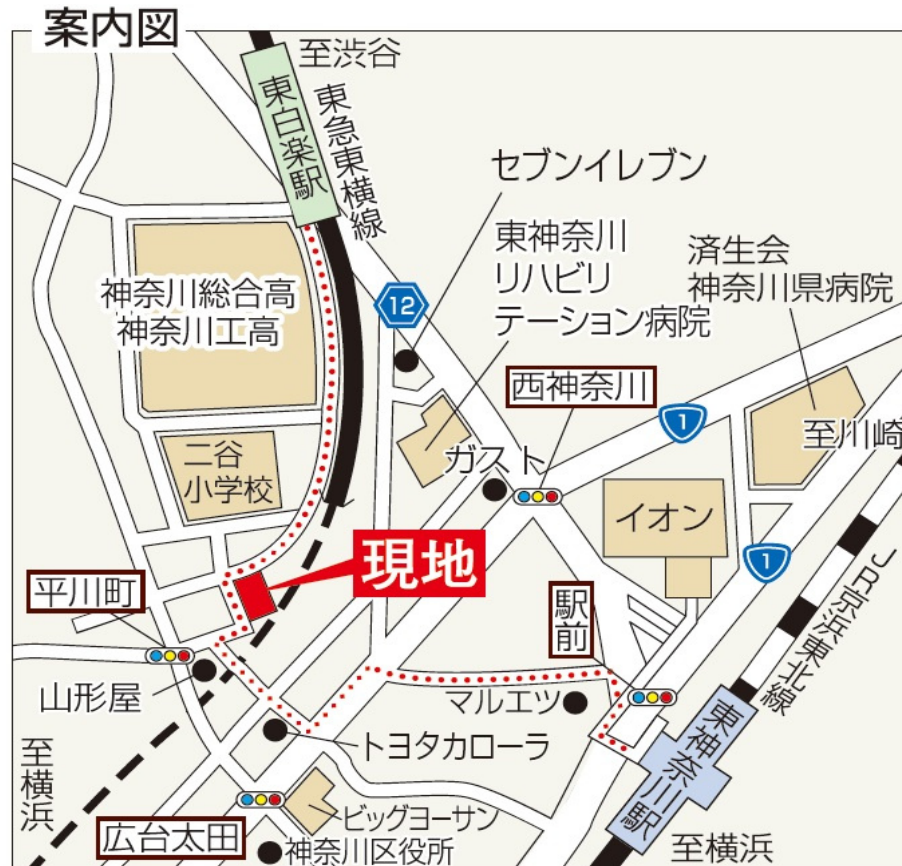 案内図
至渋谷
東白楽駅
東急東横線
セブンイレブン
東神奈川
リハビリ
テーション病院
済生会
神奈川県病院
神奈川総合高
神奈川工高
12
西神奈川
1
至川崎
二谷
小学校
ガスト
イオン
1
現地
平川町
駅前
JR京浜東北線
山形屋
マルエツ
東神奈川駅
トヨタカローラ
至横浜
ビッグヨーサン
広台太田
神奈川区役所
至横浜